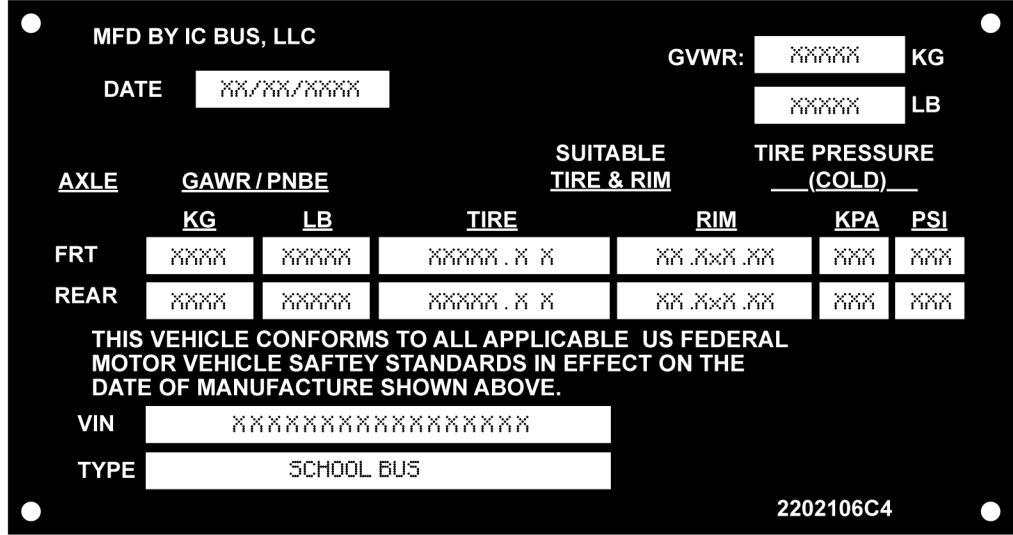 MFD BY IC BUS, LLC
DATE XX/XX/XXXX
GVWR: XXXXX KG
XXXXX LB
SUITABLE TIRE PRESSURE
AXLE GAWR / PNBE TIRE & RIM (COLD)
KG LB TIRE RIM KPA PSI
FRT XXXX XXXXX XXXXX.X X XX.XxX.XX XXX XXX
REAR XXXX XXXXX XXXXX.X X XX.XxX.XX XXX XXX
THIS VEHICLE CONFORMS TO ALL APPLICABLE US FEDERAL
MOTOR VEHICLE SAFTEY STANDARDS IN EFFECT ON THE
DATE OF MANUFACTURE SHOWN ABOVE.
VIN XXXXXXXXXXXXXXXXX
TYPE SCHOOL BUS
2202106C4